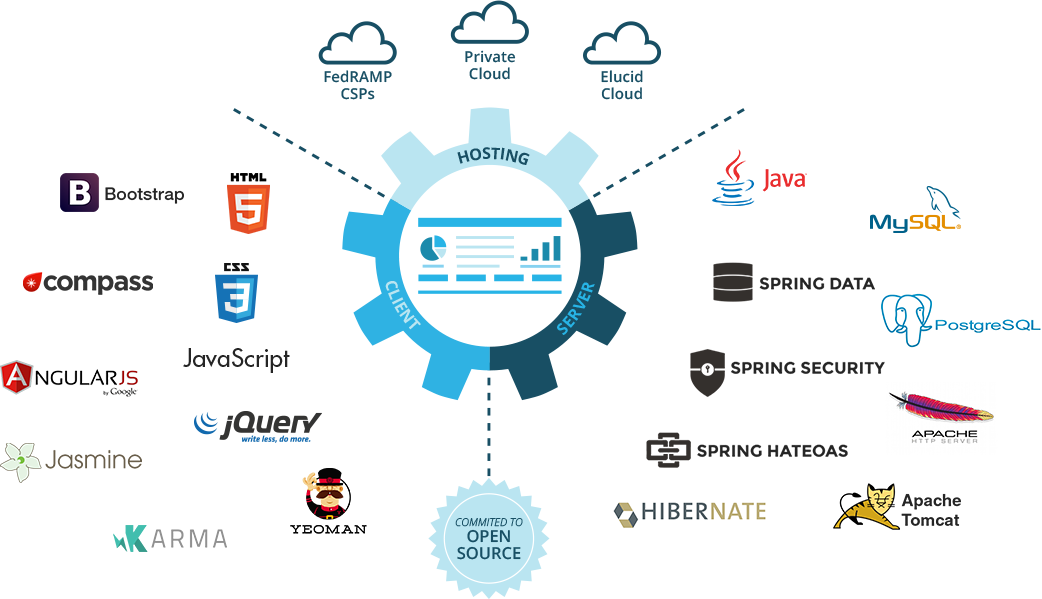 FedRAMP
CSPs
Private
Cloud
Elucid
Cloud
HOSTING
CLIENT
SERVER
B Bootstrap
HTML
5
compass
CSS
3
JavaScript
ANGULARJS
by Google
jQuery
write less, do more.
Jasmine
YEOMAN
KARMA
COMMITED TO
OPEN
SOURCE
Java
MySQL®
SPRING DATA
PostgreSQL
SPRING SECURITY
APACHE
HTTP SERVER
SPRING HATEOAS
HIBERNATE
Apache
Tomcat